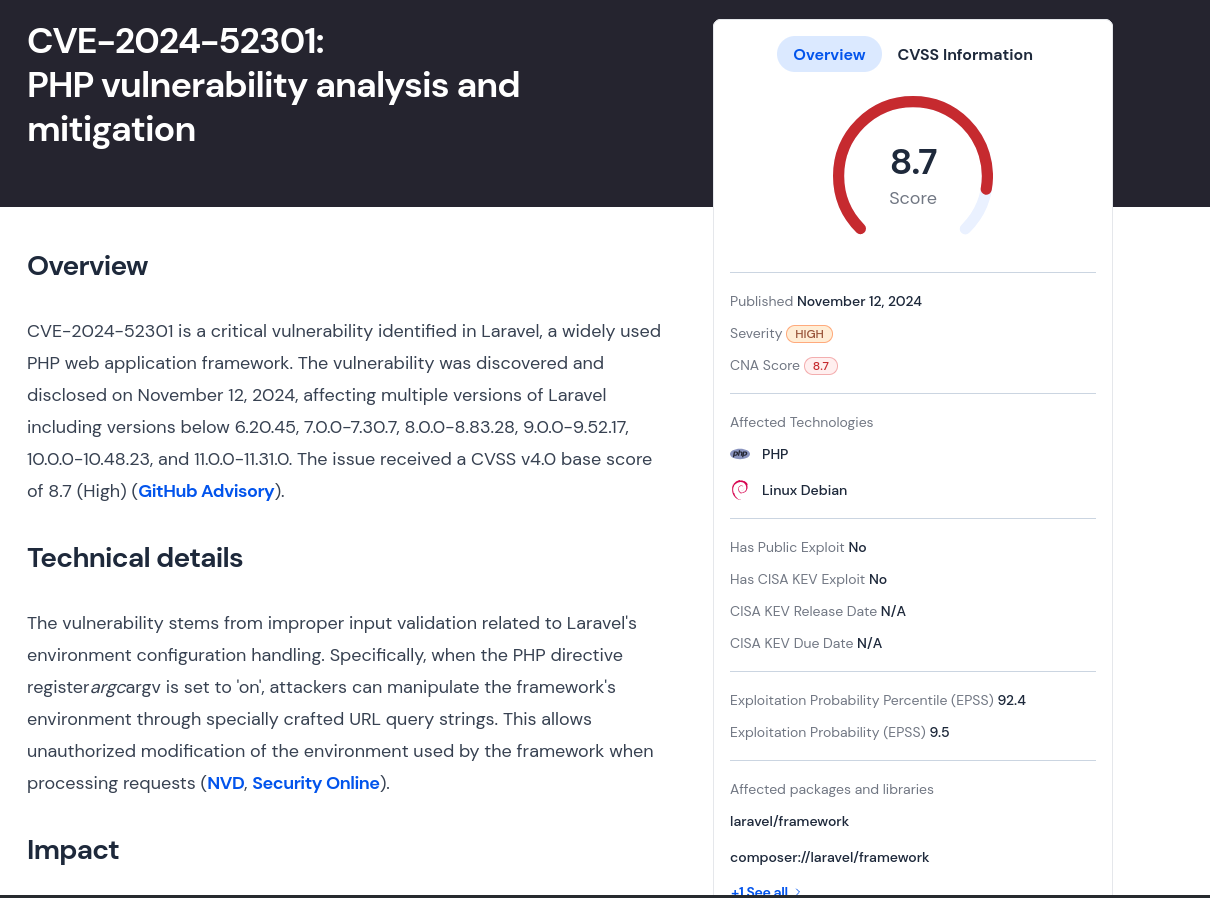 CVE-2024-52301:
PHP vulnerability analysis and
mitigation
Overview
CVE-2024-52301 is a critical vulnerability identified in Laravel, a widely used
PHP web application framework. The vulnerability was discovered and
disclosed on November 12, 2024, affecting multiple versions of Laravel
including versions below 6.20.45, 7.0.0-7.30.7, 8.0.0-8.83.28, 9.0.0-9.52.17,
10.0.0-10.48.23, and 11.0.0-11.31.0. The issue received a CVSS v4.0 base score
of 8.7 (High) (GitHub Advisory).
Technical details
The vulnerability stems from improper input validation related to Laravel's
environment configuration handling. Specifically, when the PHP directive
registerargcargv is set to 'on', attackers can manipulate the framework's
environment through specially crafted URL query strings. This allows
unauthorized modification of the environment used by the framework when
processing requests (NVD, Security Online).
Impact
Overview CVSS Information
8.7
Score
Published November 12, 2024
Severity HIGH
CNA Score 8.7
Affected Technologies
php PHP
Linux Debian
Has Public Exploit No
Has CISA KEV Exploit No
CISA KEV Release Date N/A
CISA KEV Due Date N/A
Exploitation Probability Percentile (EPSS) 92.4
Exploitation Probability (EPSS) 9.5
Affected packages and libraries
laravel/framework
composer://laravel/framework
+1 See all